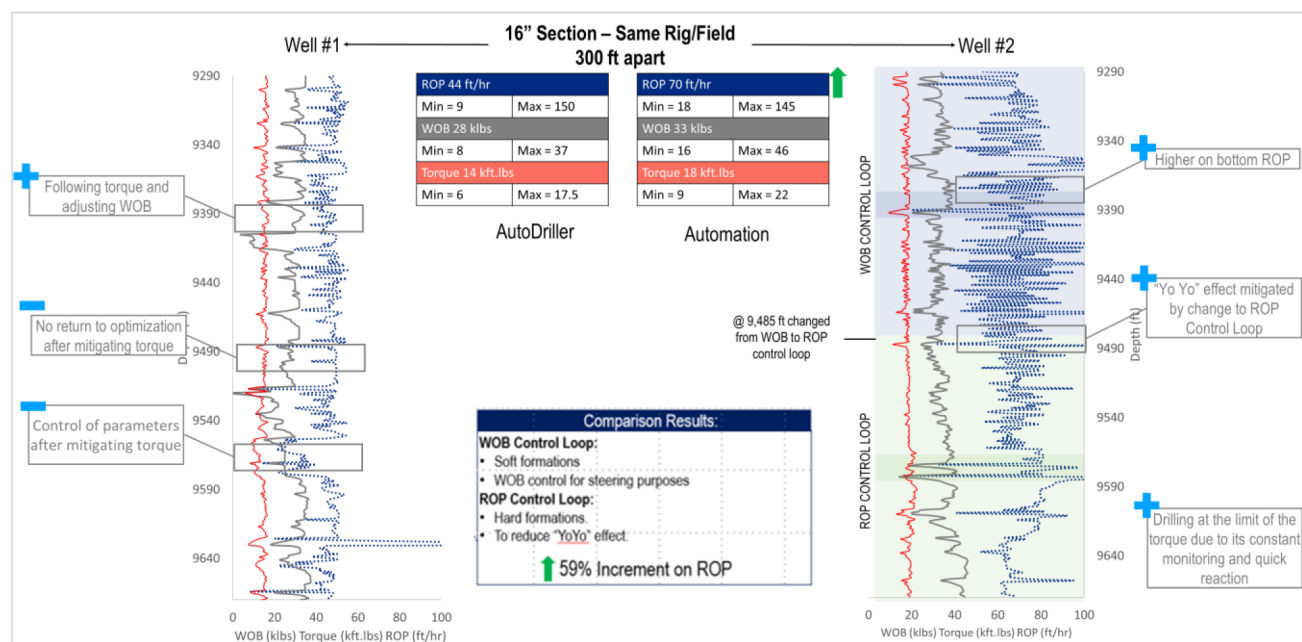 16” Section – Same Rig/Field
300 ft apart
Well #1
Well #2
ROP 44 ft/hr
Min = 9 Max = 150
WOB 28 klbs
Min = 8 Max = 37
Torque 14 kft.lbs
Min = 6 Max = 17.5
AutoDriller
ROP 70 ft/hr
Min = 18 Max = 145
WOB 33 klbs
Min = 16 Max = 46
Torque 18 kft.lbs
Min = 9 Max = 22
Automation
9290
9340
9390
9440
9490
9540
9590
9640
0 20 40 60 80 100
WOB (klbs) Torque (kft.lbs) ROP (ft/hr)
Following torque and
adjusting WOB
No return to optimization
after mitigating torque
Control of parameters
after mitigating torque
@ 9,485 ft changed
from WOB to ROP
control loop
Comparison Results:
WOB Control Loop:
• Soft formations
• WOB control for steering purposes
ROP Control Loop:
• Hard formations.
• To reduce “YoYo” effect.
59% Increment on ROP
WOB CONTROL LOOP
ROP CONTROL LOOP
9290
9340
9390
9440
9490
9540
9590
9640
Depth (ft)
0 20 40 60 80 100
WOB (klbs) Torque (kft.lbs) ROP (ft/hr)
Higher on bottom ROP
“Yo Yo” effect mitigated
by change to ROP
Control Loop
Drilling at the limit of the
torque due to its constant
monitoring and quick
reaction